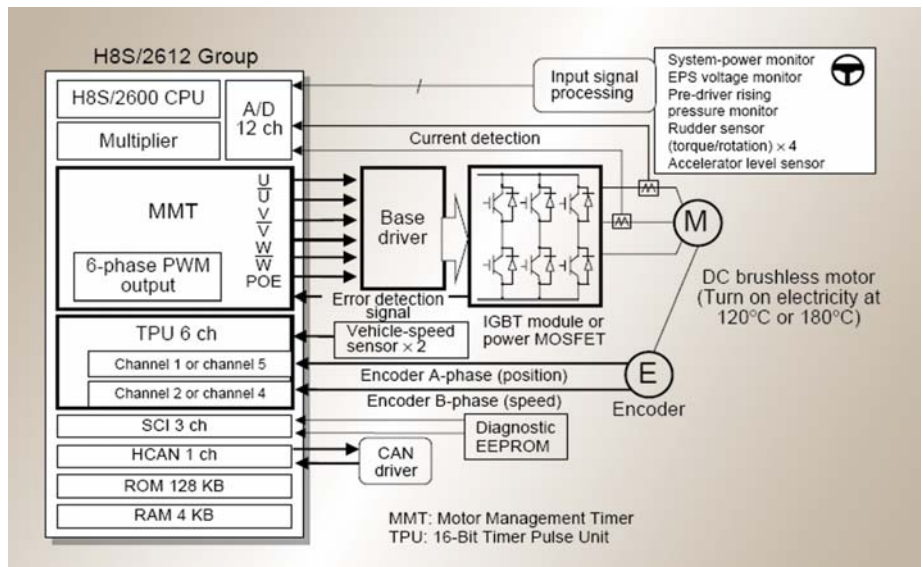 H8S/2612 Group
H8S/2600 CPU
Multiplier
A/D
12 ch
Input signal
processing
System-power monitor
EPS voltage monitor
Pre-driver rising
pressure monitor
Rudder sensor
(torque/rotation) × 4
Accelerator level sensor
Current detection
MMT
6-phase PWM
output
U
U
V
V
W
W
POE
Base
driver
M
DC brushless motor
(Turn on electricity at
120°C or 180°C)
Error detection
signal
IGBT module or
power MOSFET
TPU 6 ch
Channel 1 or channel 5
Channel 2 or channel 4
Vehicle-speed
sensor × 2
Encoder A-phase (position)
Encoder B-phase (speed)
E
Encoder
SCI 3 ch
HCAN 1 ch
ROM 128 KB
RAM 4 KB
Diagnostic
EEPROM
CAN
driver
MMT: Motor Management Timer
TPU: 16-Bit Timer Pulse Unit